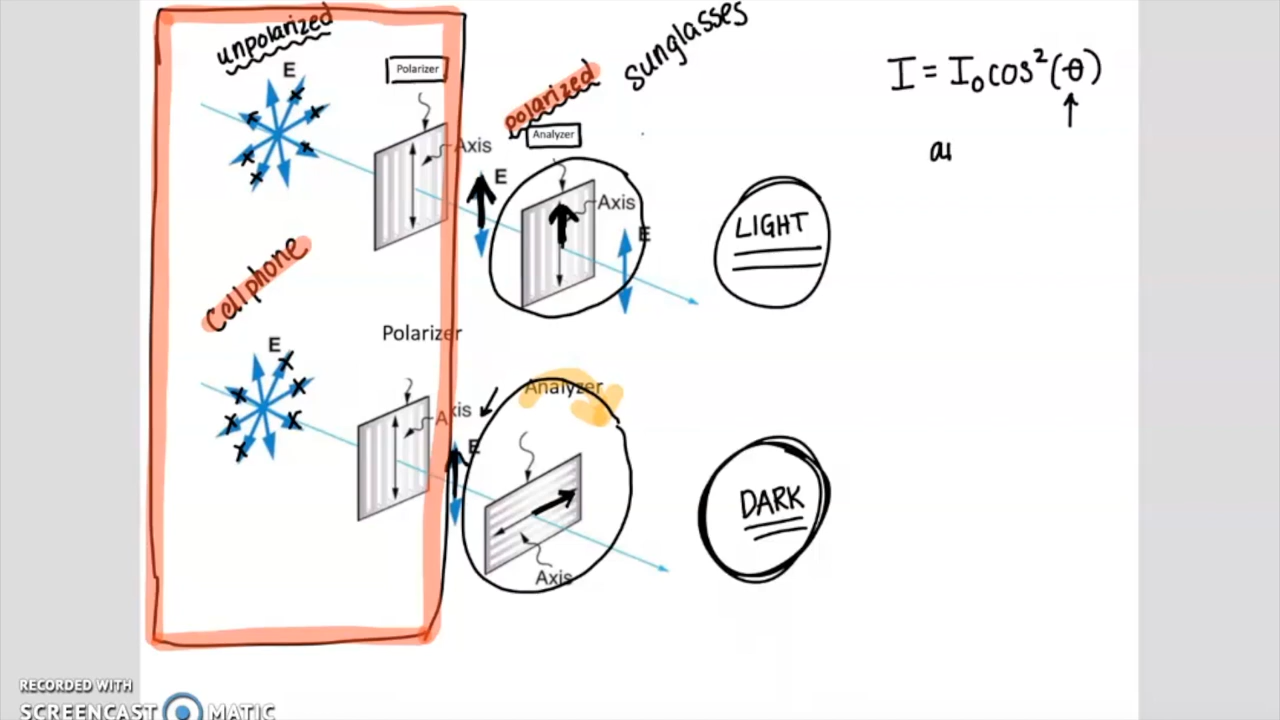 unpolarized
E
Polarizer
Axis
polarized
sunglasses
Analyzer
E
Axis
E
LIGHT
I = I₀cos²(θ)
Cell phone
E
Polarizer
Axis
Analyzer
E
Axis
DARK
RECORDED WITH
SCREENCAST MATIC